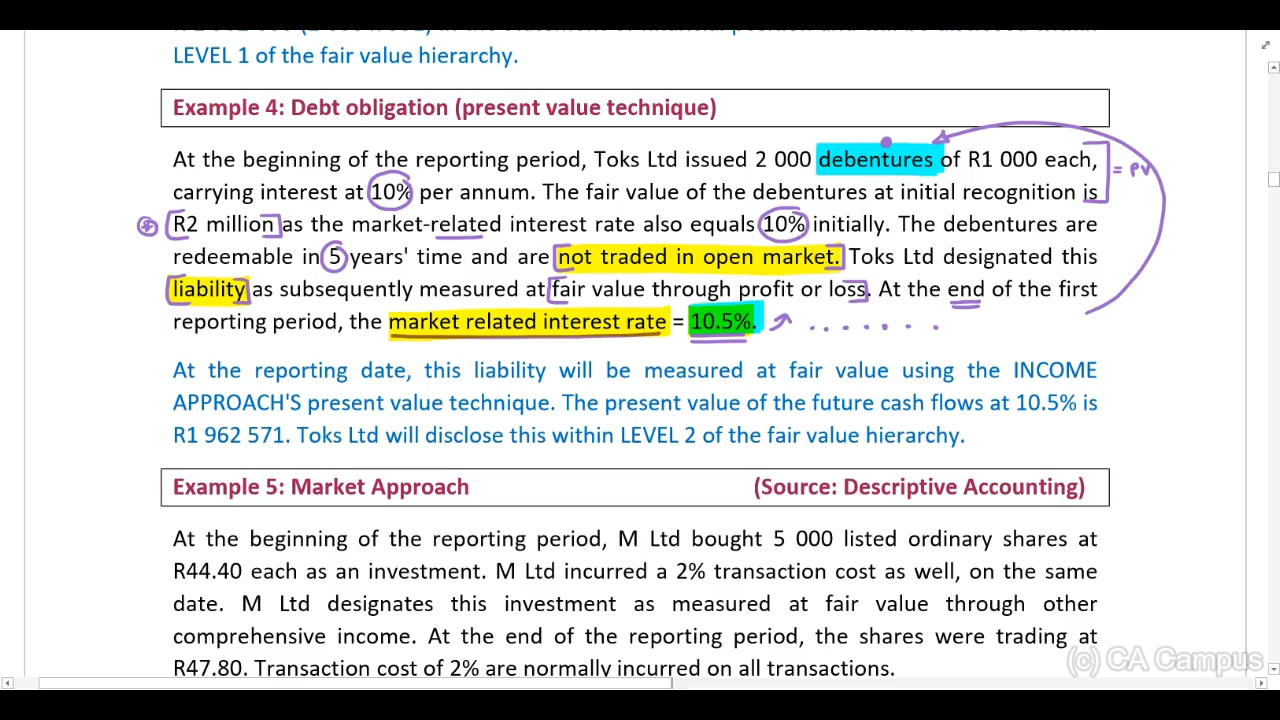 LEVEL 1 of the fair value hierarchy.
Example 4: Debt obligation (present value technique)
At the beginning of the reporting period, Toks Ltd issued 2 000 debentures of R1 000 each,
= PV
carrying interest at 10% per annum. The fair value of the debentures at initial recognition is
R2 million as the market-related interest rate also equals 10% initially. The debentures are
redeemable in 5 years' time and are not traded in open market. Toks Ltd designated this
liability as subsequently measured at fair value through profit or loss. At the end of the first
reporting period, the market related interest rate = 10.5%.
At the reporting date, this liability will be measured at fair value using the INCOME
APPROACH'S present value technique. The present value of the future cash flows at 10.5% is
R1 962 571. Toks Ltd will disclose this within LEVEL 2 of the fair value hierarchy.
Example 5: Market Approach (Source: Descriptive Accounting)
At the beginning of the reporting period, M Ltd bought 5 000 listed ordinary shares at
R44.40 each as an investment. M Ltd incurred a 2% transaction cost as well, on the same
date. M Ltd designates this investment as measured at fair value through other
comprehensive income. At the end of the reporting period, the shares were trading at
R47.80. Transaction cost of 2% are normally incurred on all transactions.
(c) CA Campus